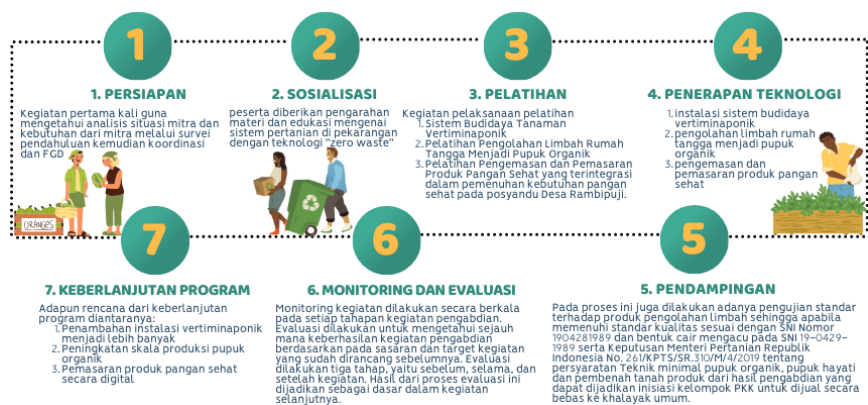 1
1. PERSIAPAN
Kegiatan pertama kali guna
mengetahui analisis situasi mitra dan
kebutuhan dari mitra melalui survei
pendahuluan kemudian koordinasi
dan FGD
ORANGES
2
2. SOSIALISASI
peserta diberikan pengarahan
materi dan edukasi mengenai
sistem pertanian di pekarangan
dengan teknologi "zero waste"
3
3. PELATIHAN
Kegiatan pelaksanaan pelatihan
1. Sistem Budidaya Tanaman
Vertiminaponik
2. Pelatihan Pengolahan Limbah Rumah
Tangga Menjadi Pupuk Organik
3. Pelatihan Pengemasan dan Pemasaran
Produk Pangan Sehat yang terintegrasi
dalam pemenuhan kebutuhan pangan
sehat pada posyandu Desa Rambipuji.
4
4. PENERAPAN TEKNOLOGI
1. instalasi sistem budidaya
vertiminaponik
2. pengolahan limbah rumah
tangga menjadi pupuk
organik
3. pengemasan dan
pemasaran produk pangan
sehat
5
5. PENDAMPINGAN
Pada proses ini juga dilakukan adanya pengujian standar
terhadap produk pengolahan limbah sehingga apabila
memenuhi standar kualitas sesuai dengan SNI Nomor
1904281989 dan bentuk cair mengacu pada SNI 19-0429-
1989 serta Keputusan Menteri Pertanian Republik
Indonesia No. 261/KPTS/SR.310/M/4/2019 tentang
persyaratan Teknik minimal pupuk organik, pupuk hayati
dan pembenah tanah produk dari hasil pengabdian yang
dapat dijadikan inisiasi kelompok PKK untuk dijual secara
bebas ke khalayak umum.
6
6. MONITORING DAN EVALUASI
Monitoring kegiatan dilakukan secara berkala
pada setiap tahapan kegiatan pengabdian.
Evaluasi dilakukan untuk mengetahui sejauh
mana keberhasilan kegiatan pengabdian
berdasarkan pada sasaran dan target kegiatan
yang sudah dirancang sebelumnya. Evaluasi
dilakukan tiga tahap, yaitu sebelum, selama, dan
setelah kegiatan. Hasil dari proses evaluasi ini
dijadikan sebagai dasar dalam kegiatan
selanjutnya.
7
7. KEBERLANJUTAN PROGRAM
Adapun rencana dari keberlanjutan
program diantaranya:
1. Penambahan instalasi vertiminaponik
menjadi lebih banyak
2. Peningkatan skala produksi pupuk
organik
3. Pemasaran produk pangan sehat
secara digital